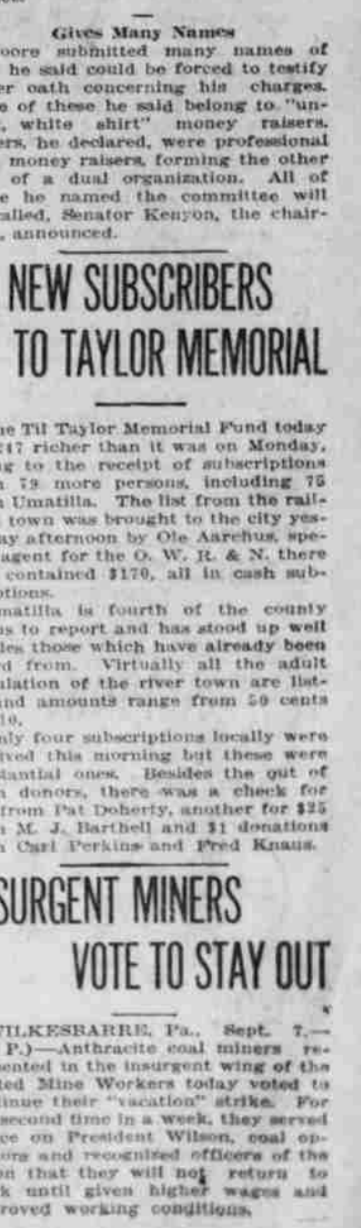 Gives Many Names
oore submitted many names of
he said could be forced to testify
er oath concerning his charges.
e of these he said belong to "un-
, white shirt" money raisers.
ers, he declared, were professional
money raisers, forming the other
of a dual organization. All of
e he named the committee will
alled, Senator Kenyon, the chair-
, announced.
NEW SUBSCRIBERS
TO TAYLOR MEMORIAL
he Til Taylor Memorial Fund today
247 richer than it was on Monday,
ng to the receipt of subscriptions
n 79 more persons, including 75
n Umatilla. The list from the rail-
town was brought to the city yes-
ay afternoon by Ole Aarchus, spe-
agent for the O. W. R. & N. there
contained $170, all in cash sub-
ptions.
matilla is fourth of the county
ns to report and has stood up well
les those which have already been
rd from. Virtually all the adult
ulation of the river town are list-
and amounts range from 50 cents
10.
nly four subscriptions locally were
ived this morning but these were
stantial ones. Besides the out of
n donors, there was a check for
from Pat Doherty, another for $25
n M. J. Barthell and $1 donations
n Carl Perkins and Fred Knaus.
SURGENT MINERS
VOTE TO STAY OUT
WILKESBARRE, Pa., Sept. 7.—
P.)—Anthracite coal miners re-
sented in the insurgent wing of the
ted Mine Workers today voted to
tinue their "vacation" strike. For
second time in a week, they served
ce on President Wilson, coal op-
ors and recognized officers of the
on that they will not return to
k until given higher wages and
roved working conditions.